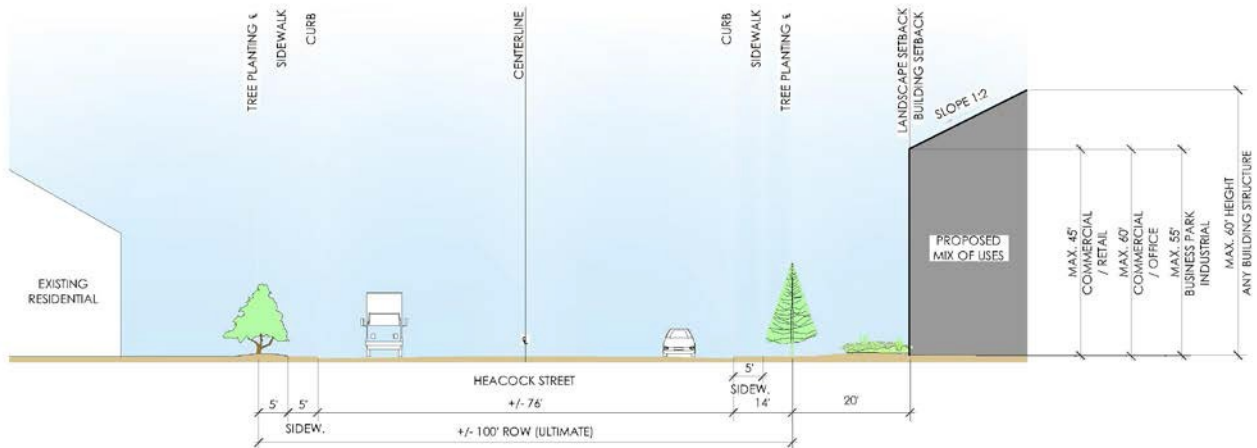 TREE PLANTING ℄
SIDEWALK
CURB
CENTERLINE
CURB
SIDEWALK
TREE PLANTING ℄
LANDSCAPE SETBACK
BUILDING SETBACK
SLOPE 1:2
EXISTING
RESIDENTIAL
PROPOSED
MIX OF USES
MAX. 45'
COMMERCIAL
/ RETAIL
MAX. 60'
COMMERCIAL
/ OFFICE
MAX. 55'
BUSINESS PARK
INDUSTRIAL
MAX. 60' HEIGHT
ANY BUILDING STRUCTURE
℄
HEACOCK STREET
5'
5'
5'
SIDEW.
+/- 76'
SIDEW.
14'
20'
+/- 100' ROW (ULTIMATE)